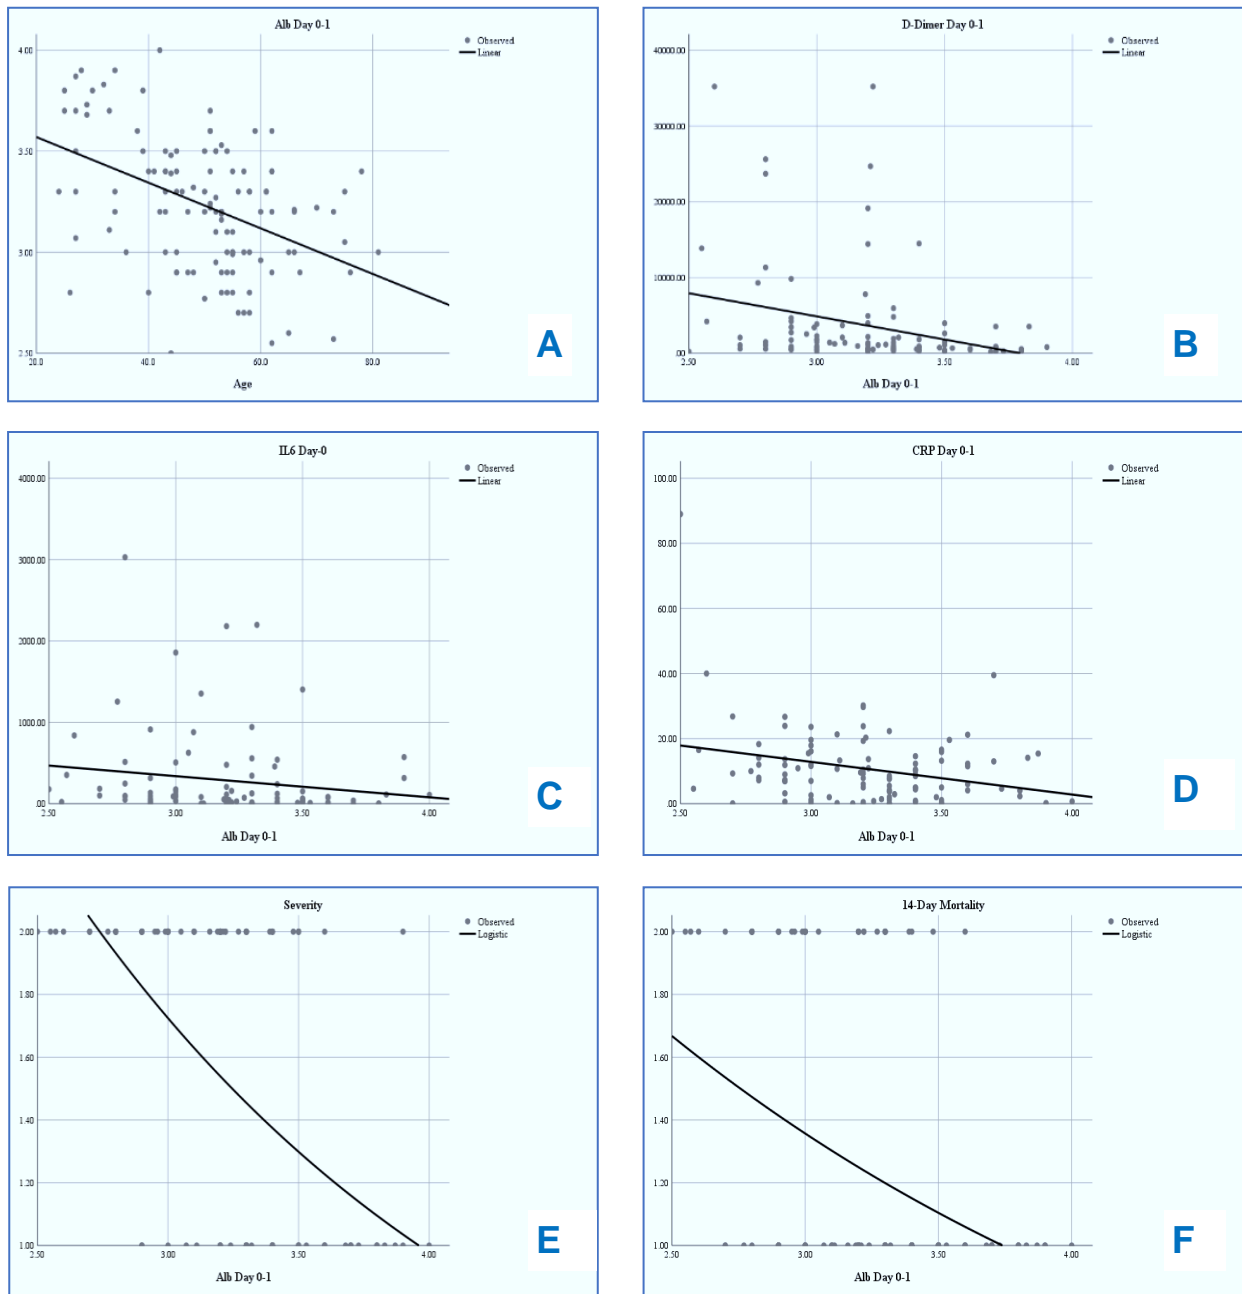 Alb Day 0-1
Observed
Linear
4.00
3.50
3.00
2.50
20.0 40.0 60.0 80.0
Age
A
D-Dimer Day 0-1
Observed
Linear
40000.00
30000.00
20000.00
10000.00
.00
2.50 3.00 3.50 4.00
Alb Day 0-1
B
IL6 Day-0
Observed
Linear
4000.00
3000.00
2000.00
1000.00
.00
2.50 3.00 3.50 4.00
Alb Day 0-1
C
CRP Day 0-1
Observed
Linear
100.00
80.00
60.00
40.00
20.00
.00
2.50 3.00 3.50 4.00
Alb Day 0-1
D
Severity
Observed
Logistic
2.00
1.80
1.60
1.40
1.20
1.00
2.50 3.00 3.50 4.00
Alb Day 0-1
E
14-Day Mortality
Observed
Logistic
2.00
1.80
1.60
1.40
1.20
1.00
2.50 3.00 3.50 4.00
Alb Day 0-1
F